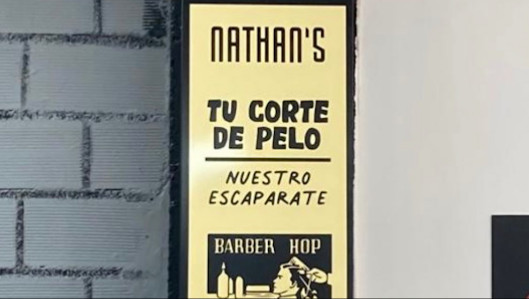 NATHAN'S
TU CORTE
DE PELO
NUESTRO
ESCAPARATE
BARBER HOP